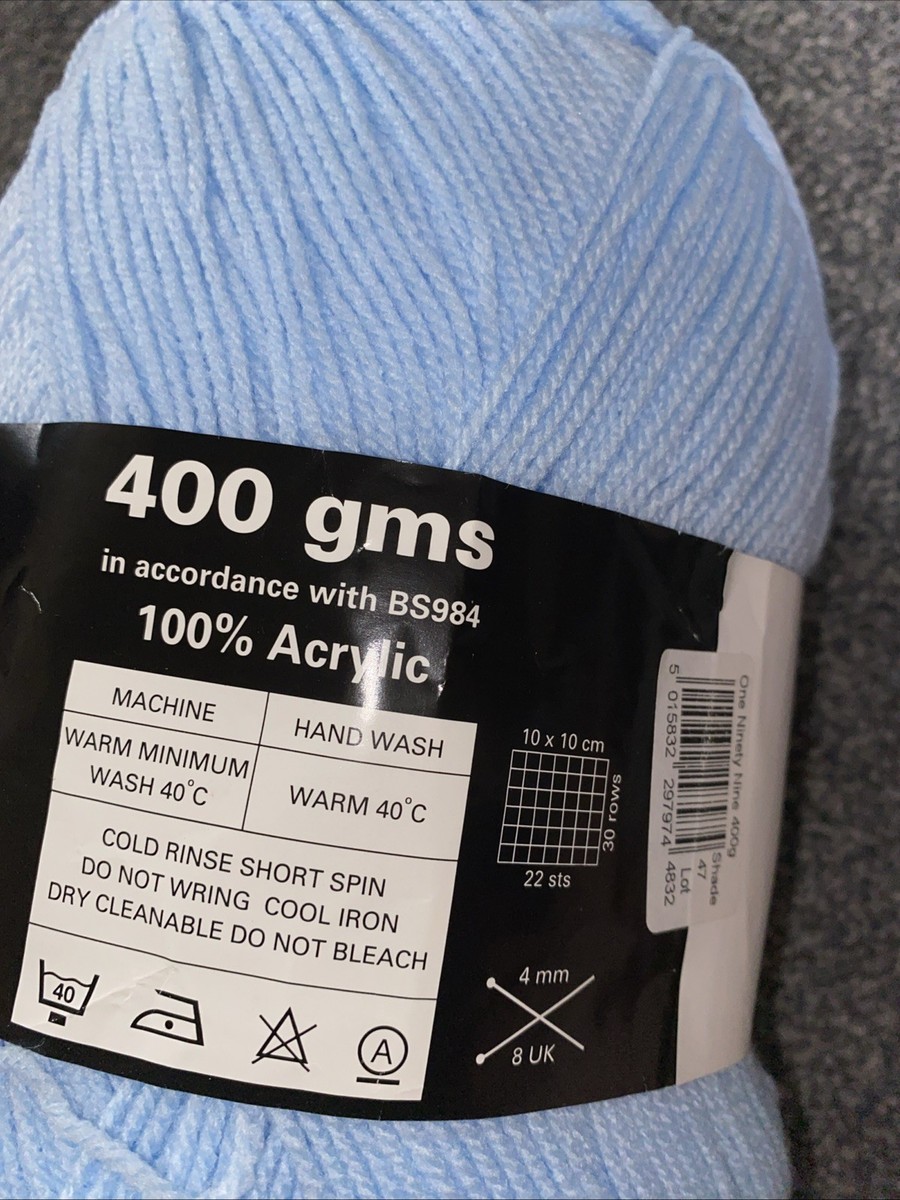 400 gms
in accordance with BS984
100% Acrylic
MACHINE
HAND WASH
WARM MINIMUM
WASH 40°C
WARM 40°C
COLD RINSE SHORT SPIN
DO NOT WRING COOL IRON
DRY CLEANABLE DO NOT BLEACH
40
A
10 x 10 cm
30 rows
22 sts
4 mm
8 UK
One Ninety Nine 400g
5 015832 297974
Shade
47
Lot
4832